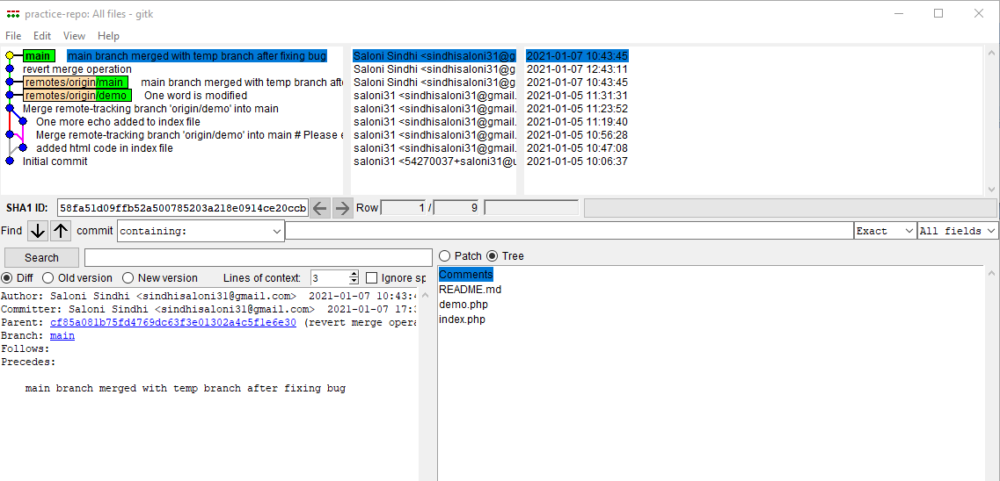 practice-repo: All files - gitk
File Edit View Help
main main branch merged with temp branch after fixing bug Saloni Sindhi <sindhisaloni31@g 2021-01-07 10:43:45
revert merge operation Saloni Sindhi <sindhisaloni31@g 2021-01-07 12:43:11
remotes/origin/main main branch merged with temp branch afte Saloni Sindhi <sindhisaloni31@g 2021-01-07 10:43:45
remotes/origin/demo One word is modified saloni31 <sindhisaloni31@gmail. 2021-01-05 11:31:31
Merge remote-tracking branch 'origin/demo' into main saloni31 <sindhisaloni31@gmail. 2021-01-05 11:23:52
One more echo added to index file saloni31 <sindhisaloni31@gmail. 2021-01-05 11:19:40
Merge remote-tracking branch 'origin/demo' into main # Please e saloni31 <sindhisaloni31@gmail. 2021-01-05 10:56:28
added html code in index file saloni31 <sindhisaloni31@gmail. 2021-01-05 10:47:08
Initial commit saloni31 <54270037+saloni31@u 2021-01-05 10:06:37
SHA1 ID: 58fa51d09ffb52a500785203a218e0914ce20ccb Row 1 / 9
Find commit containing: Exact All fields
Search
Patch Tree
Diff Old version New version Lines of context: 3 Ignore sp
Comments
README.md
demo.php
index.php
Author: Saloni Sindhi <sindhisaloni31@gmail.com> 2021-01-07 10:43:4
Committer: Saloni Sindhi <sindhisaloni31@gmail.com> 2021-01-07 17:3
Parent: cf85a081b75fd4769dc63f3e01302a4c5f1e6e30 (revert merge opera
Branch: main
Follows:
Precedes:
main branch merged with temp branch after fixing bug